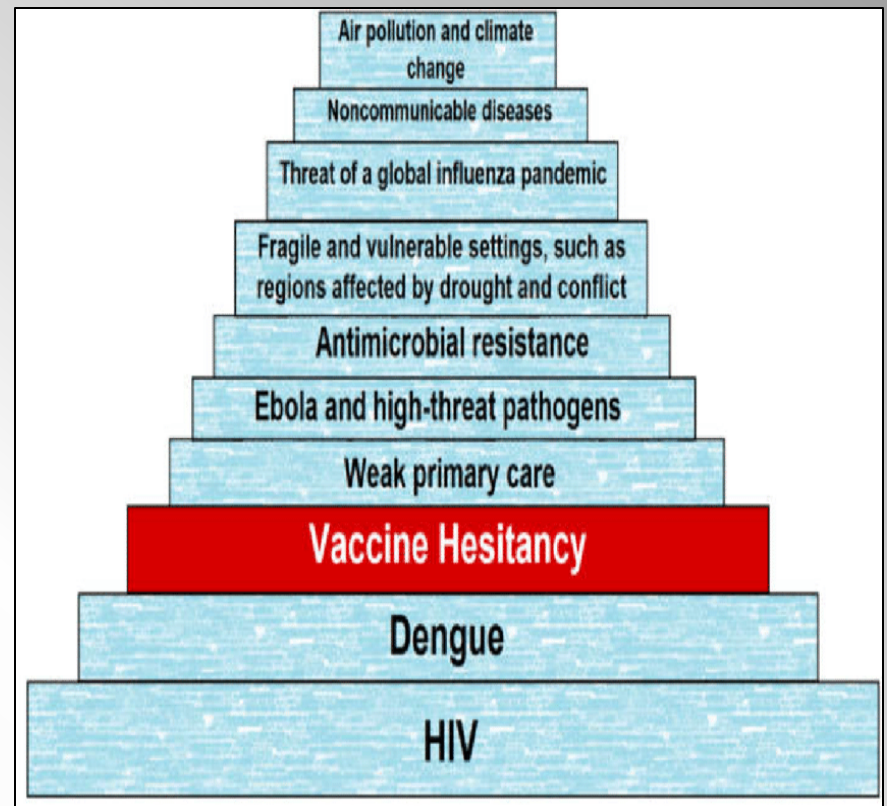 Air pollution and climate
change
Noncommunicable diseases
Threat of a global influenza pandemic
Fragile and vulnerable settings, such as
regions affected by drought and conflict
Antimicrobial resistance
Ebola and high-threat pathogens
Weak primary care
Vaccine Hesitancy
Dengue
HIV